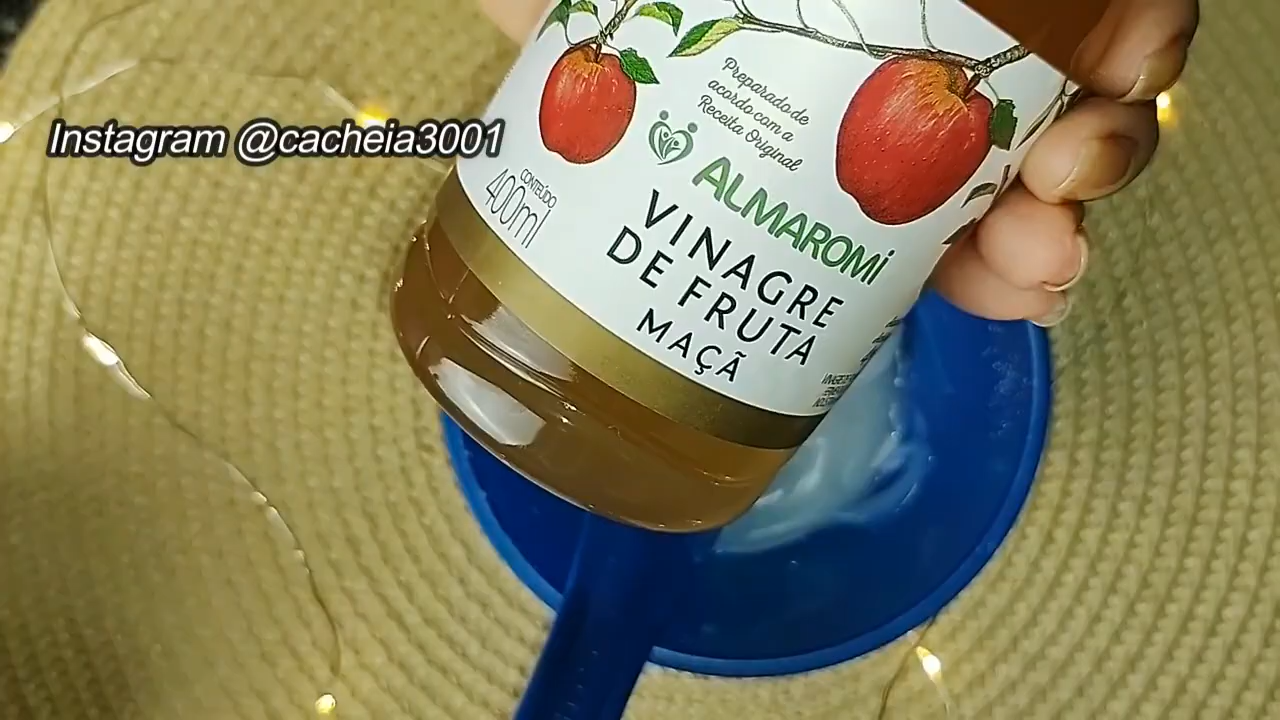 Instagram @cacheia3001
Preparado de
acordo com a
Receita Original
ALMAROMi
CONTEÚDO
400ml
VINAGRE
DE FRUTA
MAÇÃ